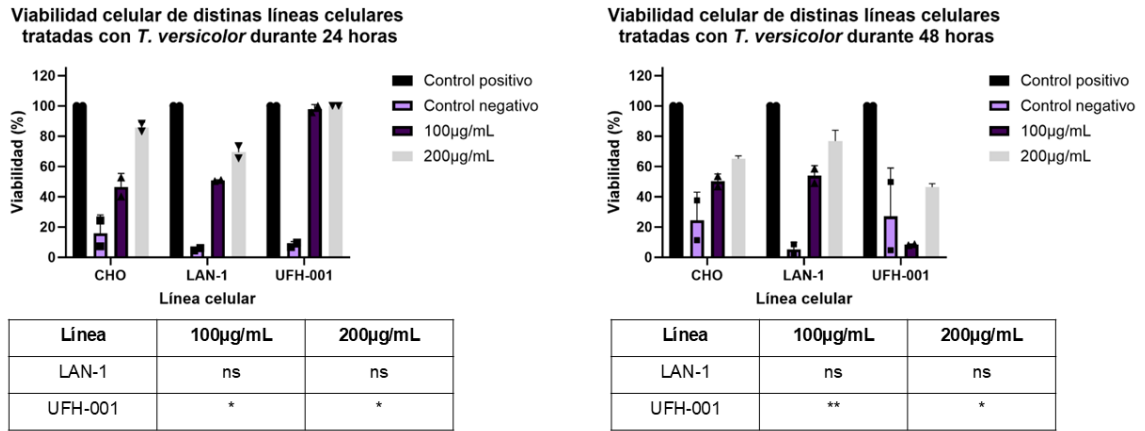 Viabilidad celular de distinas líneas celulares
tratadas con T. versicolor durante 24 horas
120
100
80
60
40
20
0
Viabilidad (%)
CHO LAN-1 UFH-001
Línea celular
Control positivo
Control negativo
100µg/mL
200µg/mL
Línea 100µg/mL 200µg/mL
LAN-1 ns ns
UFH-001 * *
Viabilidad celular de distinas líneas celulares
tratadas con T. versicolor durante 48 horas
120
100
80
60
40
20
0
Viabilidad (%)
CHO LAN-1 UFH-001
Línea celular
Control positivo
Control negativo
100µg/mL
200µg/mL
Línea 100µg/mL 200µg/mL
LAN-1 ns ns
UFH-001 ** *